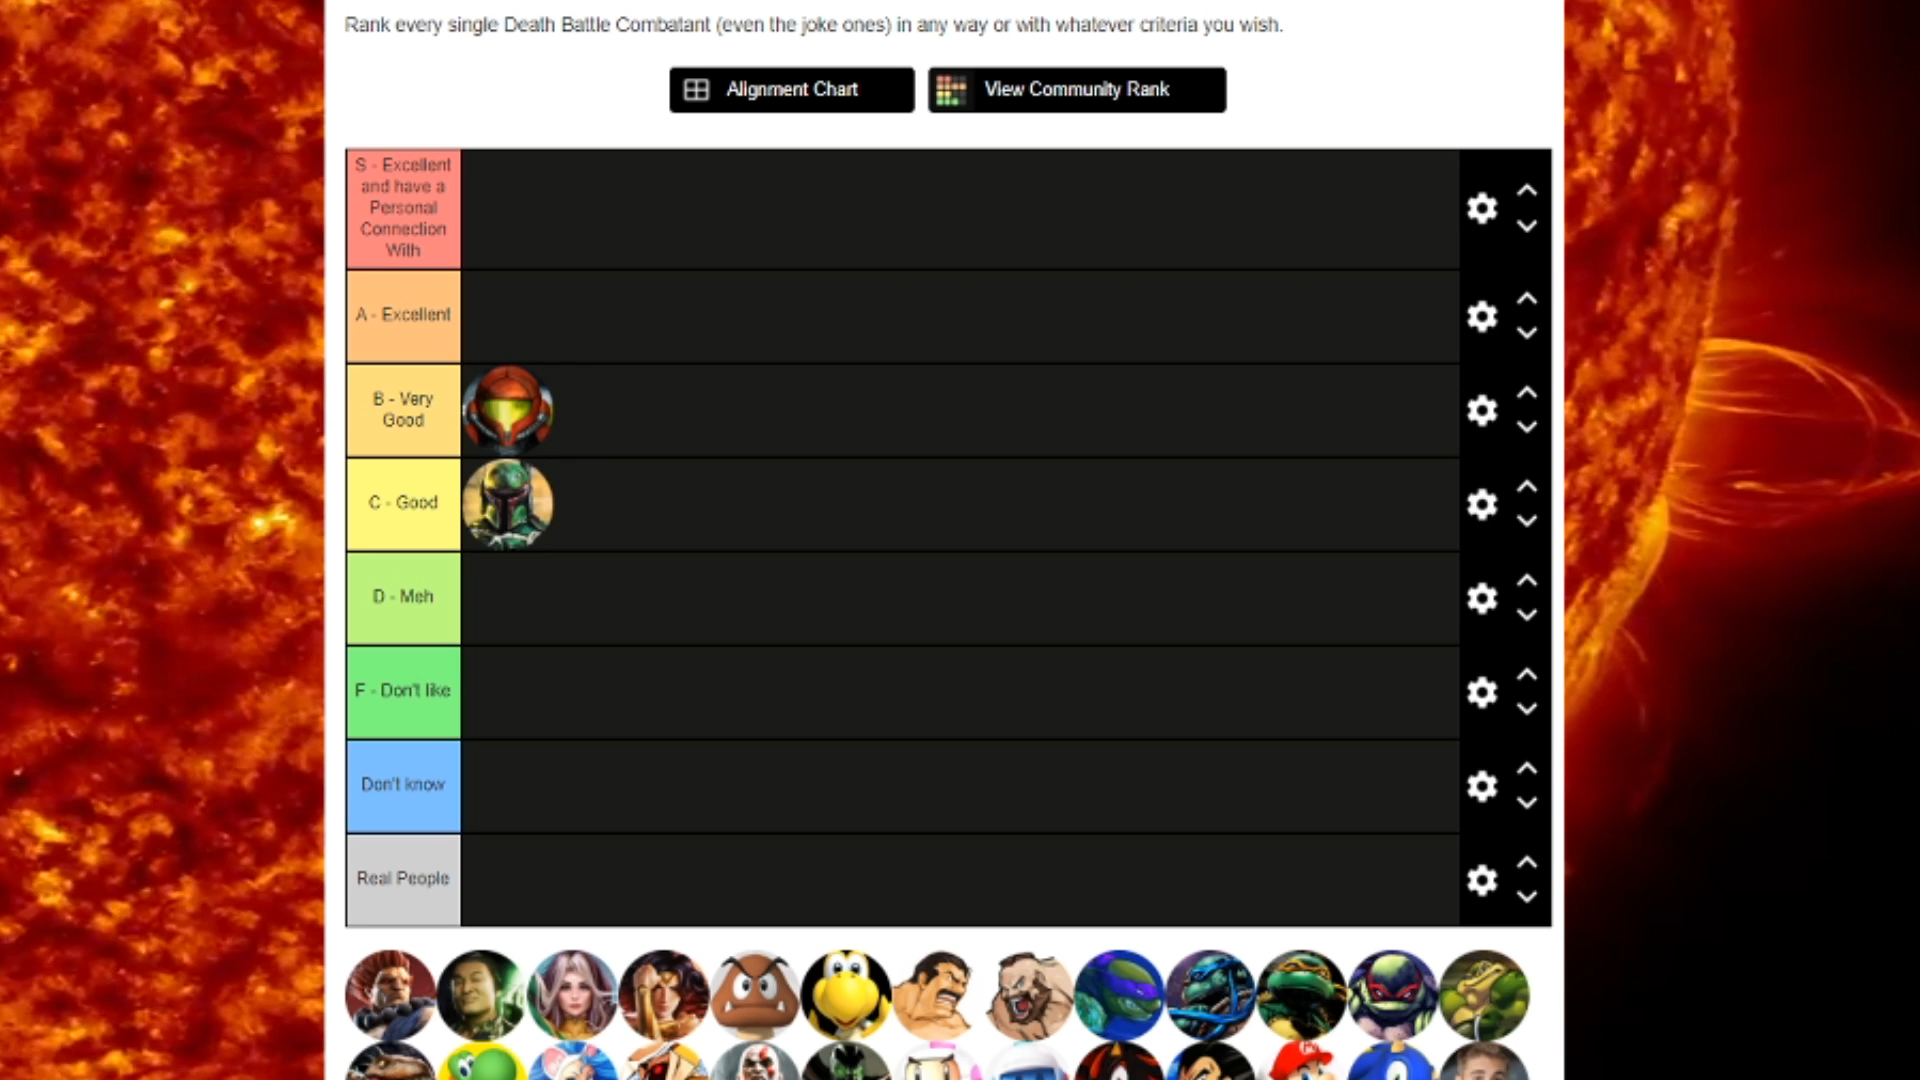 Rank every single Death Battle Combatant (even the joke ones) in any way or with whatever criteria you wish.
Alignment Chart
View Community Rank
S - Excellent
and have a
Personal
Connection
With
A - Excellent
B - Very
Good
C - Good
D - Meh
F - Don't like
Don't know
Real People